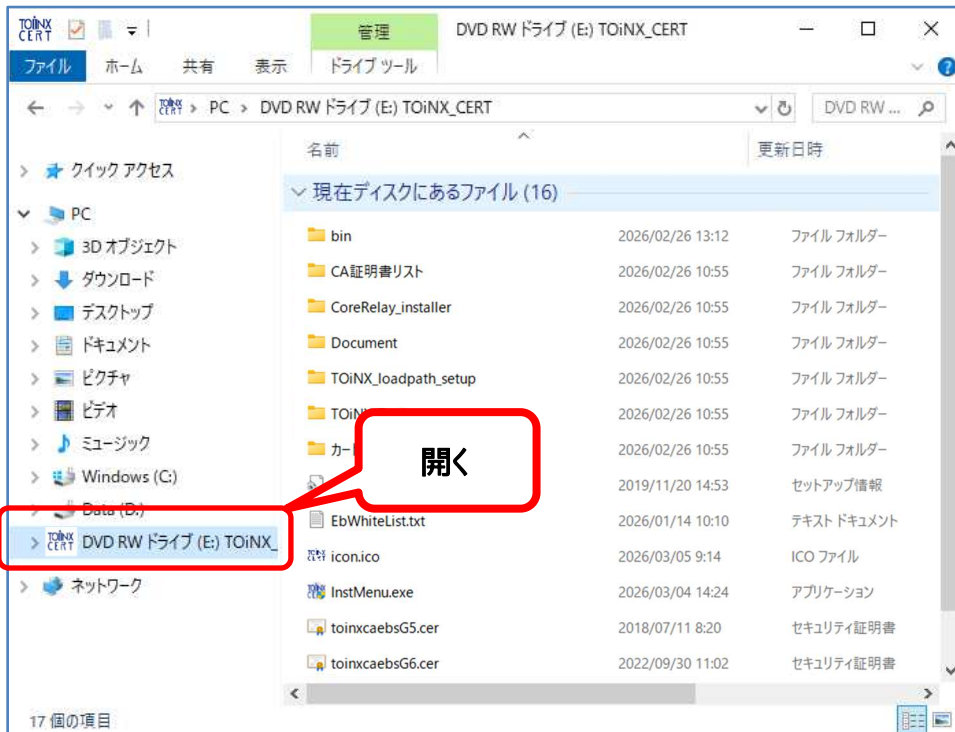 TOiNX CERT
管理
DVD RW ドライブ (E:) TOiNX_CERT
ファイル ホーム 共有 表示 ドライブ ツール
TOiNX CERT > PC > DVD RW ドライブ (E:) TOiNX_CERT
DVD RW ...
名前 更新日時
クイック アクセス
現在ディスクにあるファイル (16)
PC
bin 2026/02/26 13:12 ファイル フォルダー
3D オブジェクト
CA証明書リスト 2026/02/26 10:55 ファイル フォルダー
ダウンロード
CoreRelay_installer 2026/02/26 10:55 ファイル フォルダー
デスクトップ
Document 2026/02/26 10:55 ファイル フォルダー
ドキュメント
TOiNX_loadpath_setup 2026/02/26 10:55 ファイル フォルダー
ピクチャ
2026/02/26 10:55 ファイル フォルダー
ビデオ
2026/02/26 10:55 ファイル フォルダー
ミュージック
開く
Windows (C:)
2019/11/20 14:53 セットアップ情報
Data (D:)
EbWhiteList.txt 2026/01/14 10:10 テキスト ドキュメント
TOiNX CERT DVD RW ドライブ (E:) TOiNX_
icon.ico 2026/03/05 9:14 ICO ファイル
ネットワーク
InstMenu.exe 2026/03/04 14:24 アプリケーション
toinxcaebsG5.cer 2018/07/11 8:20 セキュリティ証明書
toinxcaebsG6.cer 2022/09/30 11:02 セキュリティ証明書
17 個の項目